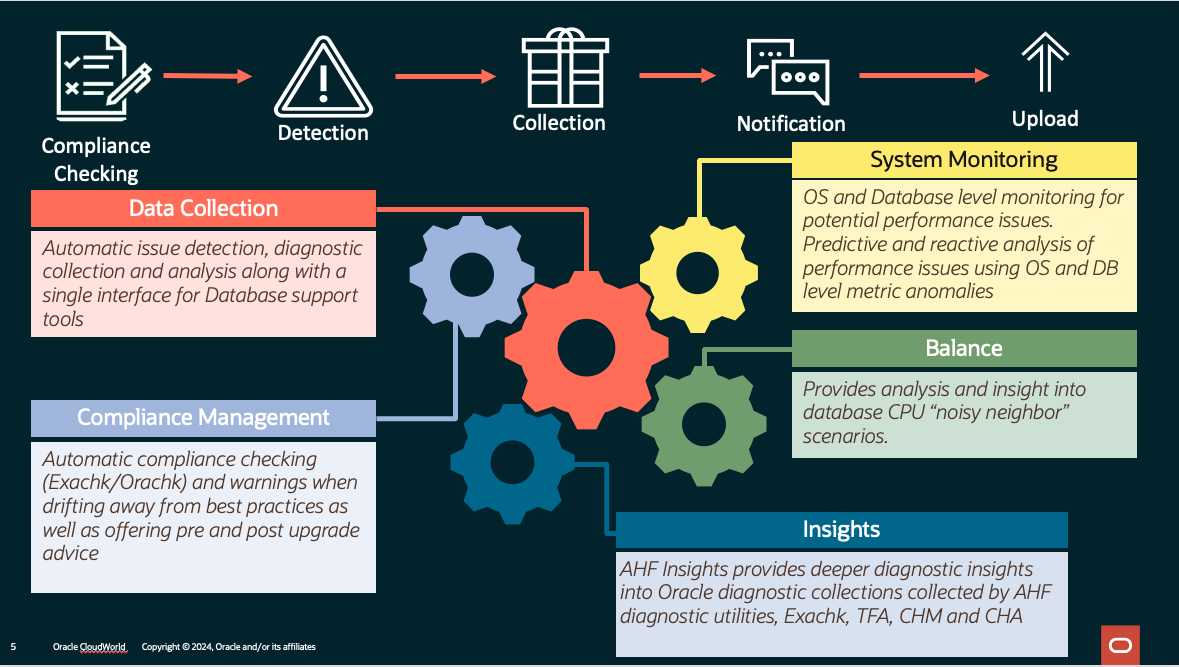 Compliance
Checking
Detection
Collection
Notification
Upload
Data Collection
Automatic issue detection, diagnostic
collection and analysis along with a
single interface for Database support
tools
System Monitoring
OS and Database level monitoring for
potential performance issues.
Predictive and reactive analysis of
performance issues using OS and DB
level metric anomalies
Balance
Provides analysis and insight into
database CPU “noisy neighbor”
scenarios.
Compliance Management
Automatic compliance checking
(Exachk/Orachk) and warnings when
drifting away from best practices as
well as offering pre and post upgrade
advice
Insights
AHF Insights provides deeper diagnostic insights
into Oracle diagnostic collections collected by AHF
diagnostic utilities, Exachk, TFA, CHM and CHA
5 Oracle CloudWorld Copyright © 2024, Oracle and/or its affiliates